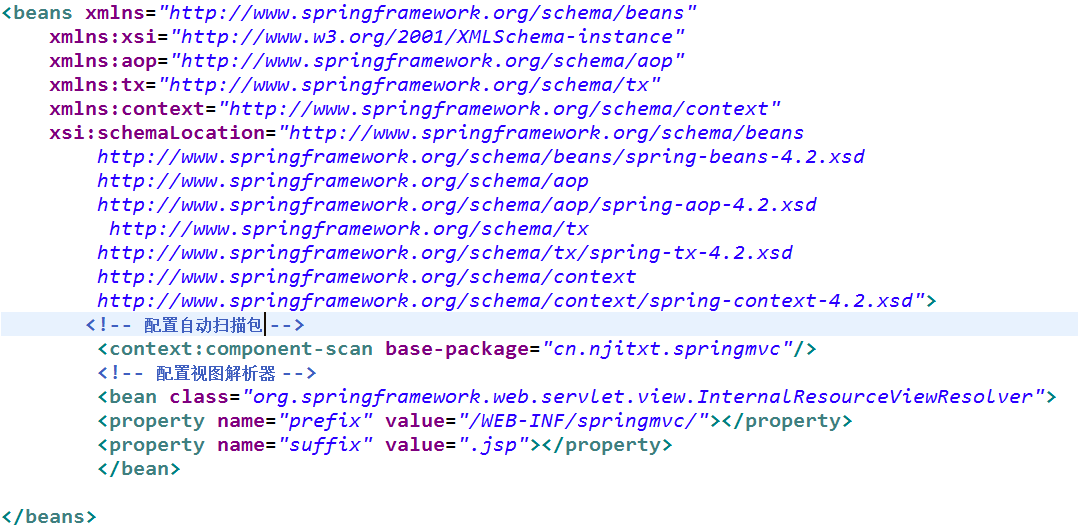 <beans xmlns="http://www.springframework.org/schema/beans"
    xmlns:xsi="http://www.w3.org/2001/XMLSchema-instance"
    xmlns:aop="http://www.springframework.org/schema/aop"
    xmlns:tx="http://www.springframework.org/schema/tx"
    xmlns:context="http://www.springframework.org/schema/context"
    xsi:schemaLocation="http://www.springframework.org/schema/beans
        http://www.springframework.org/schema/beans/spring-beans-4.2.xsd
        http://www.springframework.org/schema/aop
        http://www.springframework.org/schema/aop/spring-aop-4.2.xsd
         http://www.springframework.org/schema/tx
        http://www.springframework.org/schema/tx/spring-tx-4.2.xsd
        http://www.springframework.org/schema/context
        http://www.springframework.org/schema/context/spring-context-4.2.xsd">
       <!-- 配置自动扫描包 -->
        <context:component-scan base-package="cn.njitxt.springmvc"/>
        <!-- 配置视图解析器 -->
        <bean class="org.springframework.web.servlet.view.InternalResourceViewResolver">
        <property name="prefix" value="/WEB-INF/springmvc/"></property>
        <property name="suffix" value=".jsp"></property>
        </bean>
</beans>